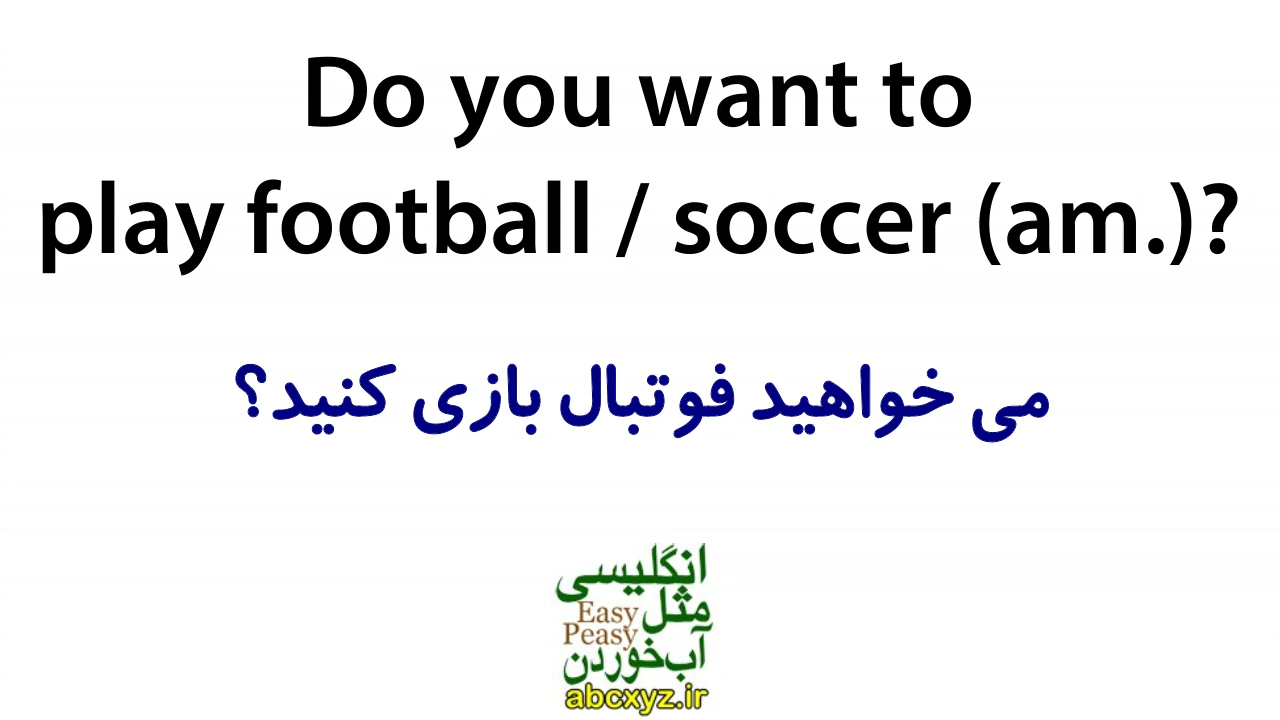 Do you want to
play football / soccer (am.)?
می خواهید فوتبال بازی کنید؟
انگلیسی
مثل
Easy
Peasy
آب‌خوردن
abcxyz.ir